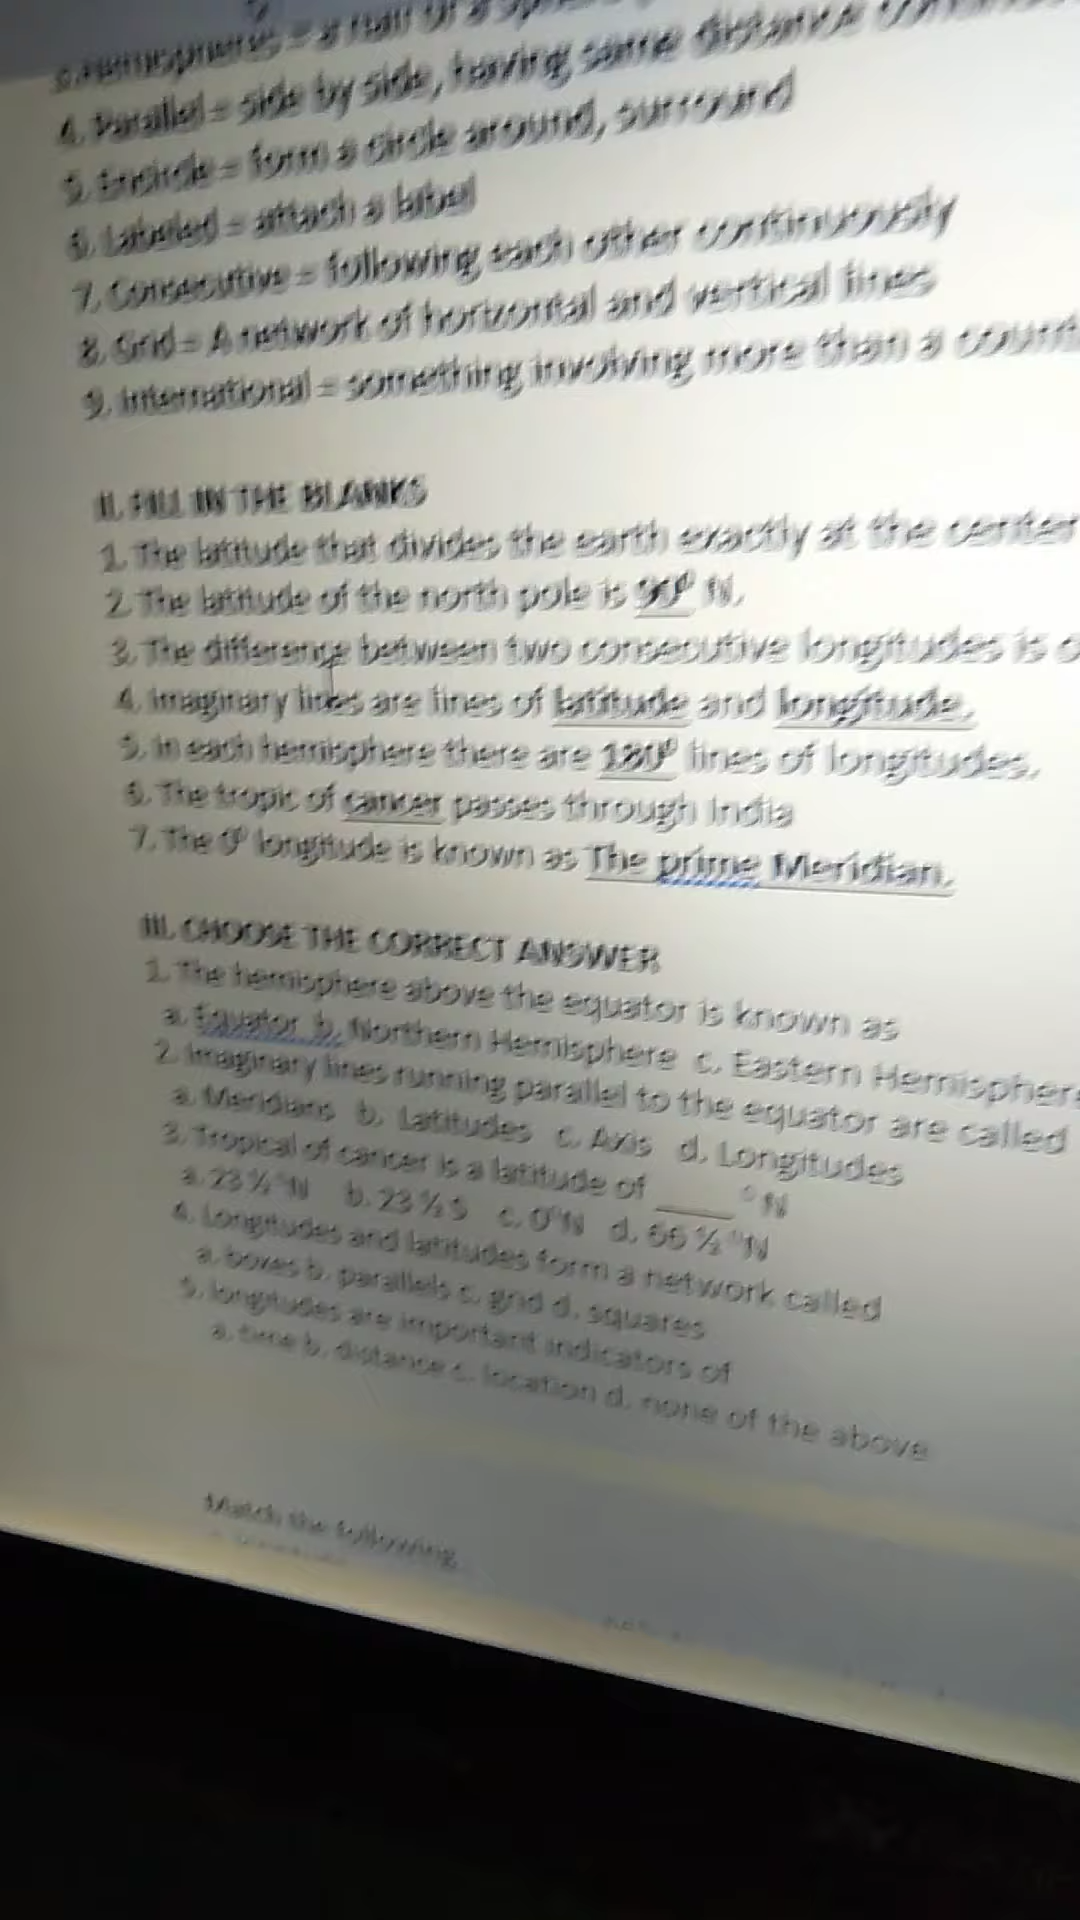 3. Hemispheres = a half of a
4. Parallel = side by side, having same distance
5. Encircle = form a circle around, surround
6. Labeled = attach a label
7. Consecutive = following each other continuously
8. Grid = A network of horizontal and vertical lines
9. International = something involving more than a
II. FILL IN THE BLANKS
1. The latitude that divides the earth exactly at the center
2. The latitude of the north pole is 90⁰ N.
3. The difference between two consecutive longitudes is
4. Imaginary lines are lines of latitude and longitude.
5. In each hemisphere there are 180⁰ lines of longitudes.
6. The tropic of cancer passes through India
7. The 0⁰ longitude is known as The prime Meridian.
III. CHOOSE THE CORRECT ANSWER
1. The hemisphere above the equator is known as
a. Equator b. Northern Hemisphere c. Eastern Hemisphere
2. Imaginary lines running parallel to the equator are called
a. Meridians b. Latitudes c. Axis d. Longitudes
3. Tropical of cancer is a latitude of ____ °N
a. 23 ½ °N b. 23 ½ S c. 0°N d. 66 ½ °N
4. Longitudes and latitudes form a network called
a. boxes b. parallels c. grid d. squares
5. longitudes are important indicators of
a. time b. distance c. location d. none of the above
Match the following